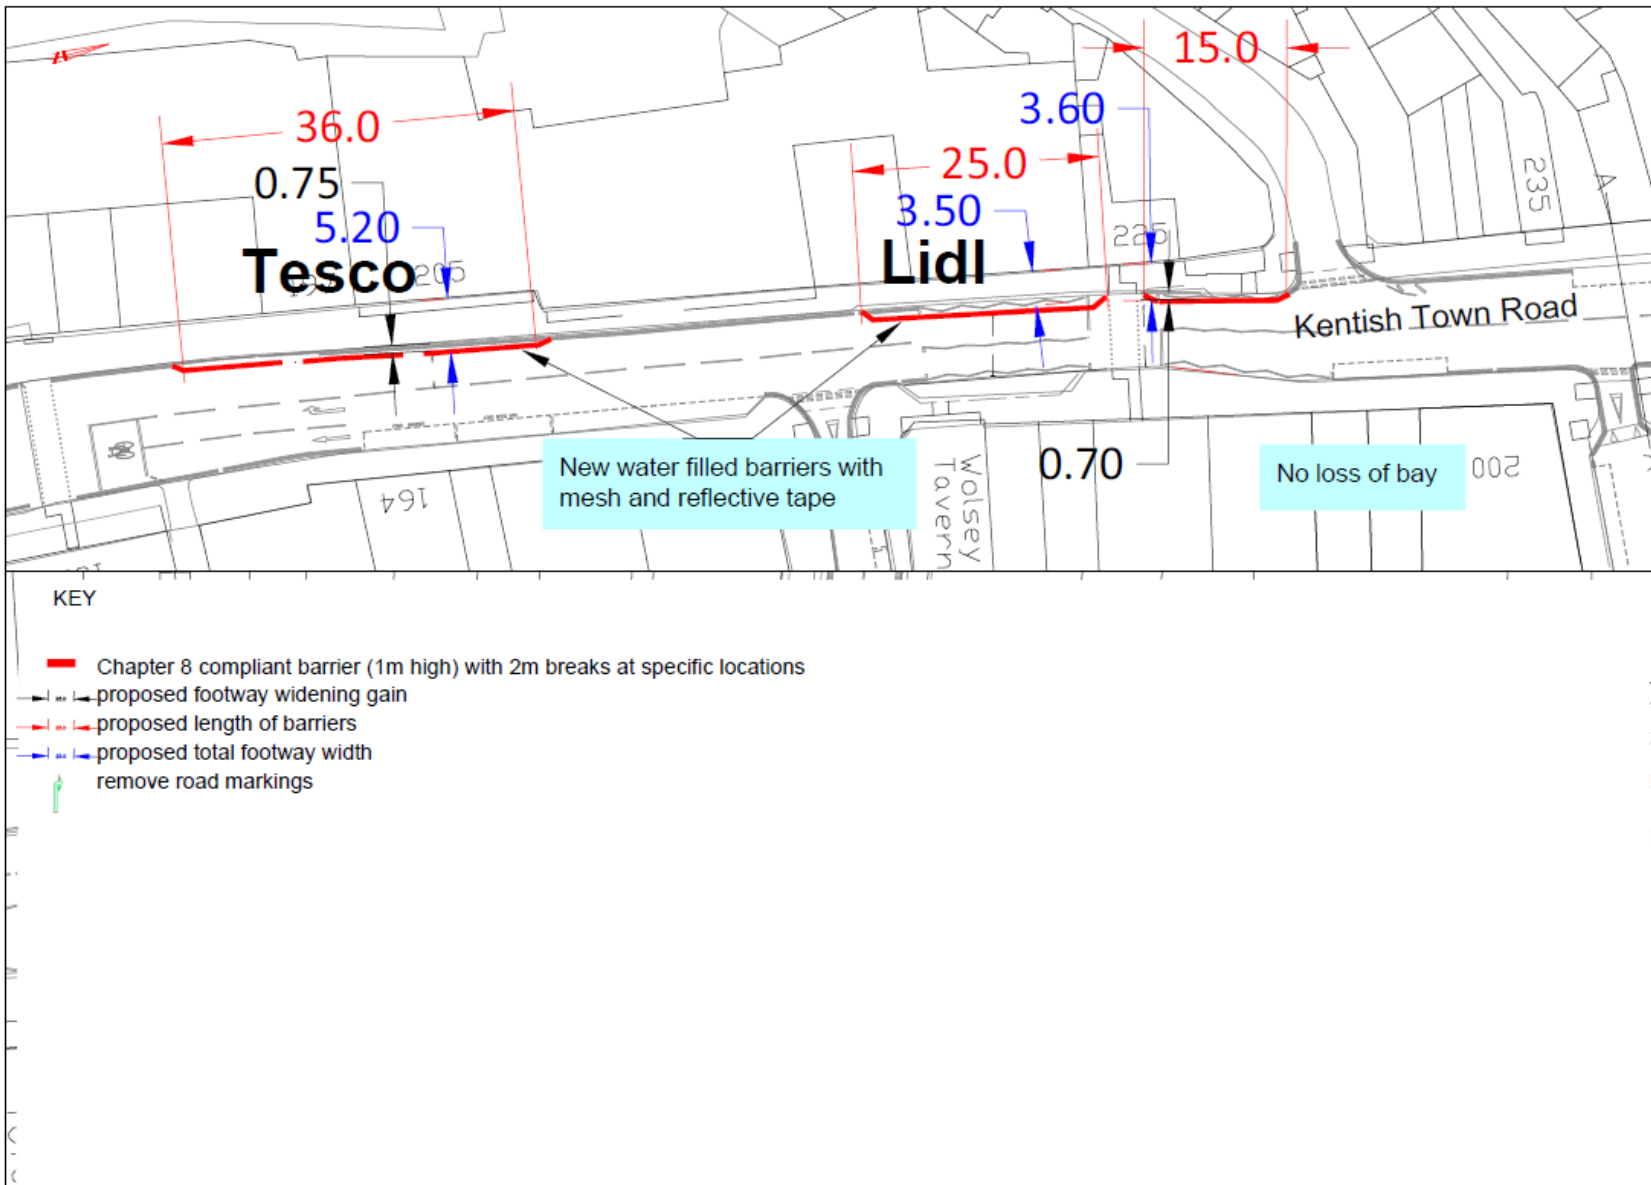 15.0
3.60
36.0
25.0
0.75
3.50
5.20
235
A
225
Tesco
205
Lidl
Kentish Town Road
0.70
New water filled barriers with
mesh and reflective tape
Wolsey
Tavern
No loss of bay
200
164
KEY
Chapter 8 compliant barrier (1m high) with 2m breaks at specific locations
proposed footway widening gain
proposed length of barriers
proposed total footway width
remove road markings